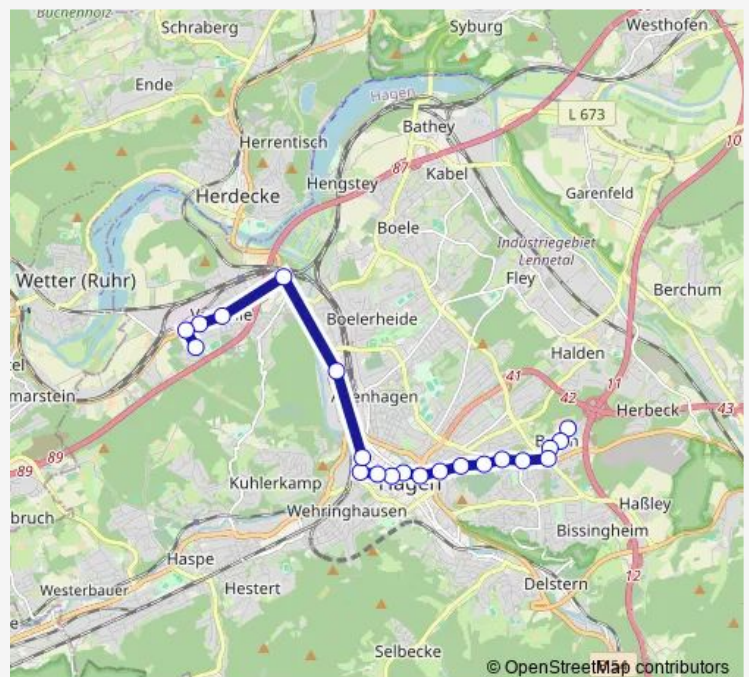 Buchenholz
Schraberg
Syburg
Westhofen
Ende
Hagen
L 673
Bathey
10
Herrentisch
87
Kabel
Hengstey
Herdecke
Garenfeld
Boele
Industriegebiet
Lennetal
Wetter (Ruhr)
Fley
Berchum
Boelerheide
Halden
marstein
41
42
11
Herbeck
43
89
89
Hagen
Kuhlerkamp
Haßley
bruch
Wehringhausen
Bissingheim
Haspe
12
Westerbauer
Hestert
Delstern
Selbecke
© OpenStreetMap contributors